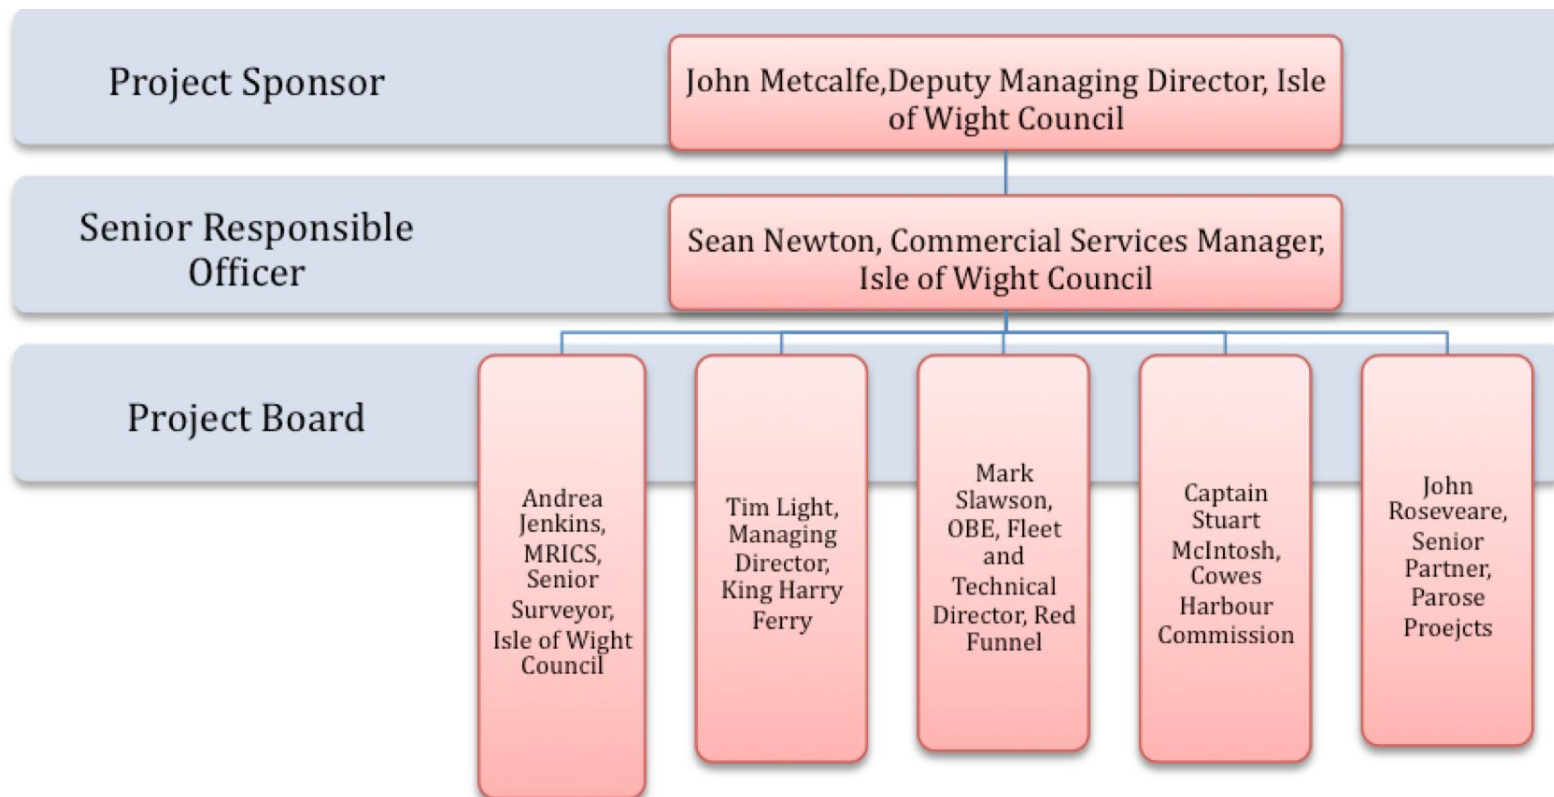 Project Sponsor
John Metcalfe,Deputy Managing Director, Isle
of Wight Council
Senior Responsible
Officer
Sean Newton, Commercial Services Manager,
Isle of Wight Council
Project Board
Andrea
Jenkins,
MRICS,
Senior
Surveyor,
Isle of Wight
Council
Tim Light,
Managing
Director,
King Harry
Ferry
Mark
Slawson,
OBE, Fleet
and
Technical
Director, Red
Funnel
Captain
Stuart
McIntosh,
Cowes
Harbour
Commission
John
Roseveare,
Senior
Partner,
Parose
Proejcts